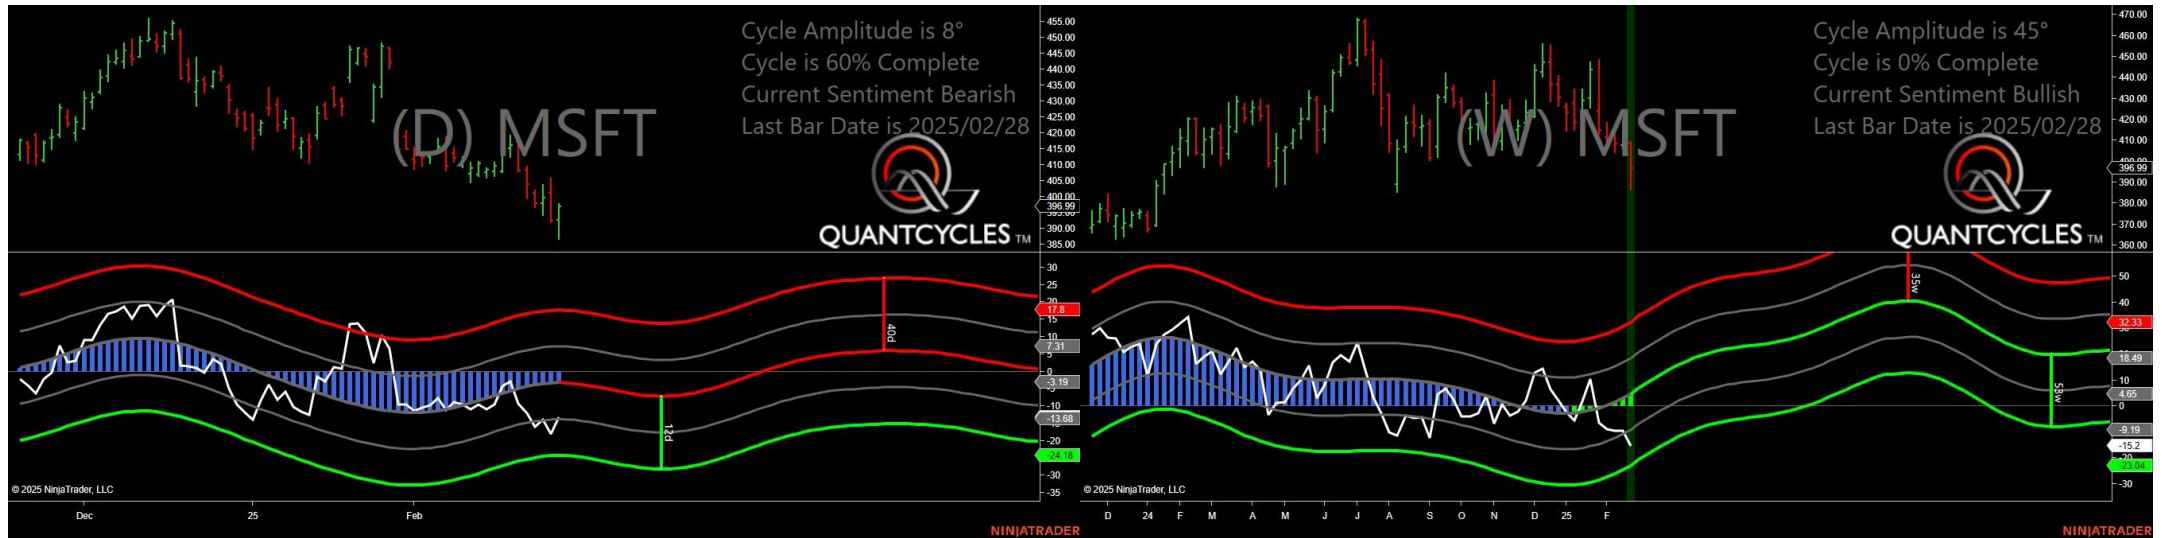 Cycle Amplitude is 8°
Cycle is 60% Complete
Current Sentiment Bearish
Last Bar Date is 2025/02/28
(D) MSFT
QUANTCYCLES TM
455.00
450.00
445.00
440.00
435.00
430.00
425.00
420.00
415.00
410.00
405.00
400.00
396.99
395.00
390.00
385.00
30
25
20
17.8
15
10
7.31
5
0
-3.19
-10
-13.68
-20
-24.18
-30
-35
40d
12d
© 2025 NinjaTrader, LLC
Dec
25
Feb
NINJATRADER
Cycle Amplitude is 45°
Cycle is 0% Complete
Current Sentiment Bullish
Last Bar Date is 2025/02/28
(W) MSFT
QUANTCYCLES TM
470.00
460.00
450.00
440.00
430.00
420.00
410.00
400.00
396.99
390.00
380.00
370.00
360.00
50
40
32.33
18.49
10
4.65
0
-9.19
-15.2
-20
-23.04
-30
35w
53w
© 2025 NinjaTrader, LLC
D
24
F
M
A
M
J
J
A
S
O
N
D
25
F
NINJATRADER